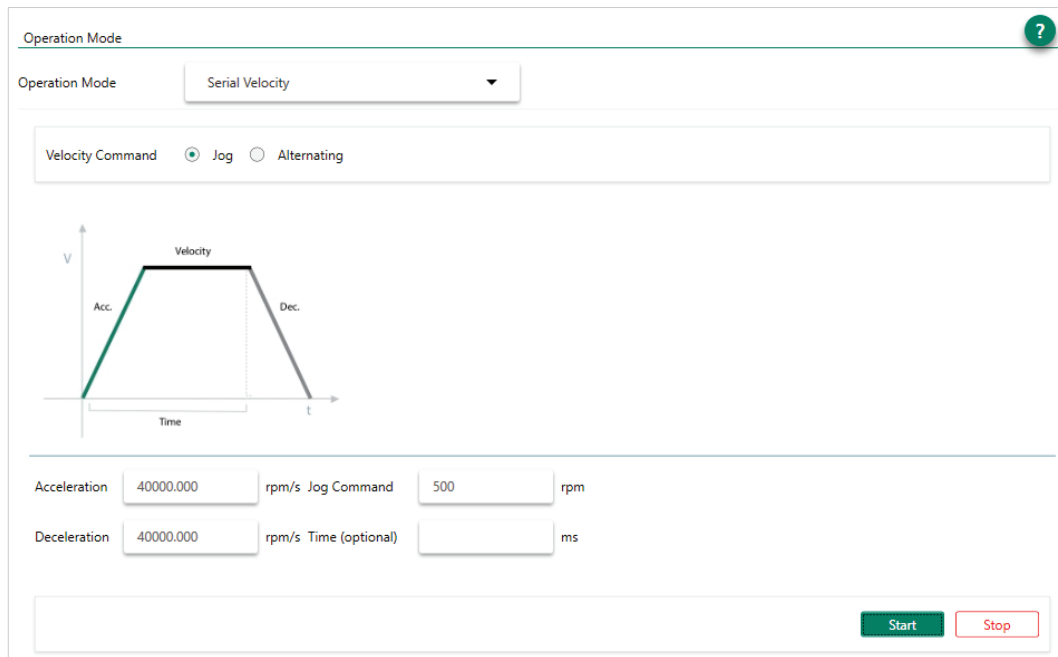 Operation Mode
?
Operation Mode Serial Velocity
Velocity Command Jog Alternating
V
Velocity
Acc.
Dec.
t
Time
Acceleration 40000.000 rpm/s Jog Command 500 rpm
Deceleration 40000.000 rpm/s Time (optional) ms
Start Stop